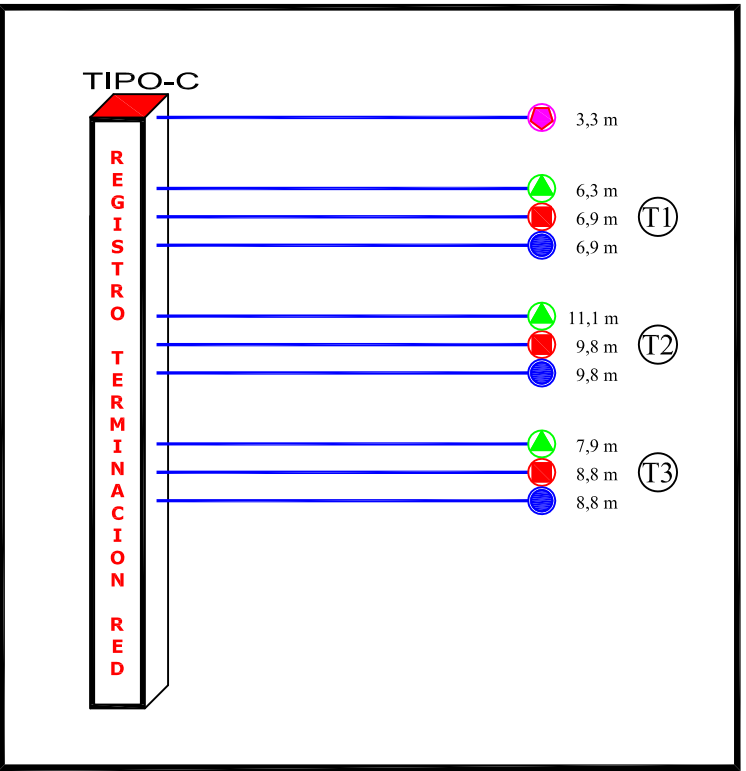 TIPO-C
REGISTRO TERMINACION RED
3,3 m
6,3 m
6,9 m
T1
6,9 m
11,1 m
9,8 m
T2
9,8 m
7,9 m
8,8 m
T3
8,8 m